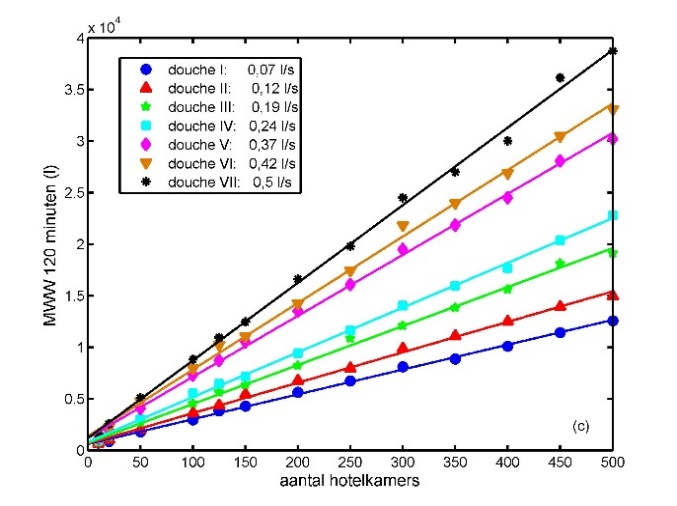 x 10⁴
4
3.5
3
2.5
2
1.5
1
0.5
0
MWW 120 minuten (l)
douche I: 0,07 l/s
douche II: 0,12 l/s
douche III: 0,19 l/s
douche IV: 0,24 l/s
douche V: 0,37 l/s
douche VI: 0,42 l/s
douche VII: 0,5 l/s
(c)
0 50 100 150 200 250 300 350 400 450 500
aantal hotelkamers